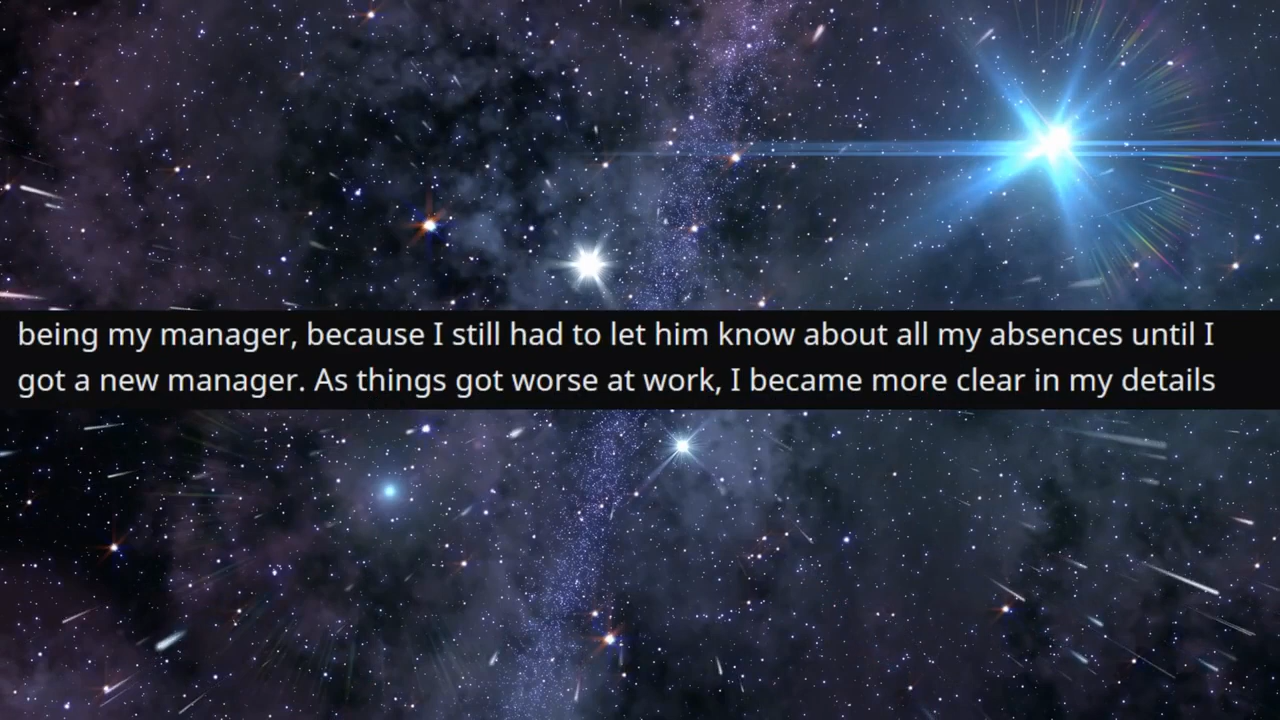 being my manager, because I still had to let him know about all my absences until I
got a new manager. As things got worse at work, I became more clear in my details